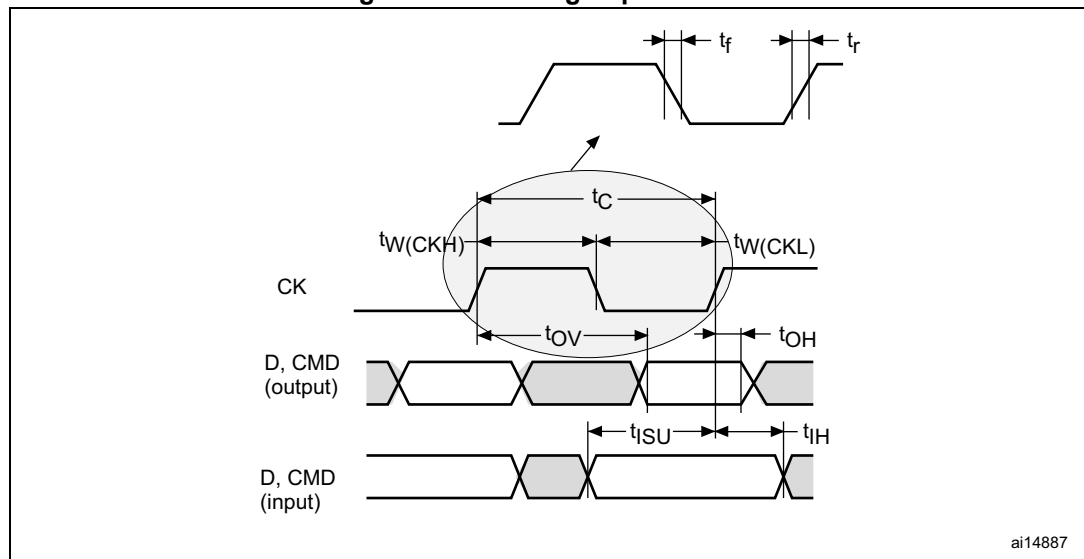 tf
tr
tC
tW(CKH)
tW(CKL)
CK
tOV
tOH
D, CMD
(output)
tISU
tIH
D, CMD
(input)
ai14887